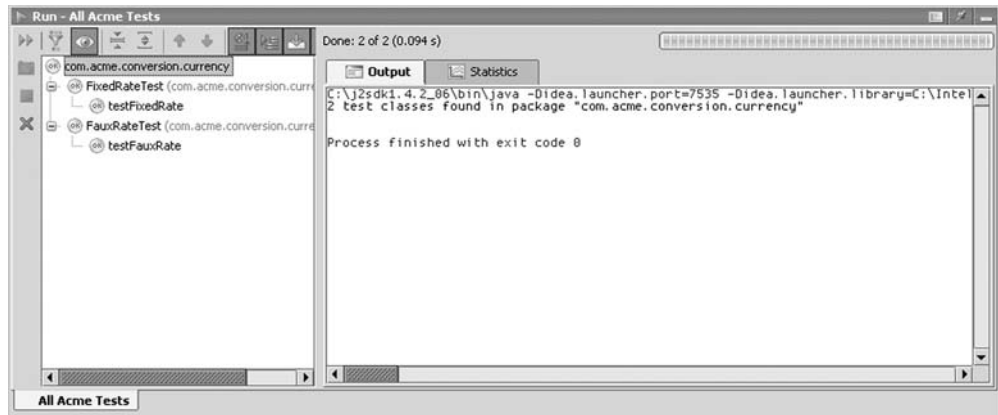 Run - All Acme Tests
Done: 2 of 2 (0.094 s)
com.acme.conversion.currency
FixedRateTest (com.acme.conversion.curre
testFixedRate
FauxRateTest (com.acme.conversion.curre
testFauxRate
Output
Statistics
C:\j2sdk1.4.2_06\bin\java -Didea.launcher.port=7535 -Didea.launcher.library=C:\Intel
2 test classes found in package "com.acme.conversion.currency"
Process finished with exit code 0
All Acme Tests